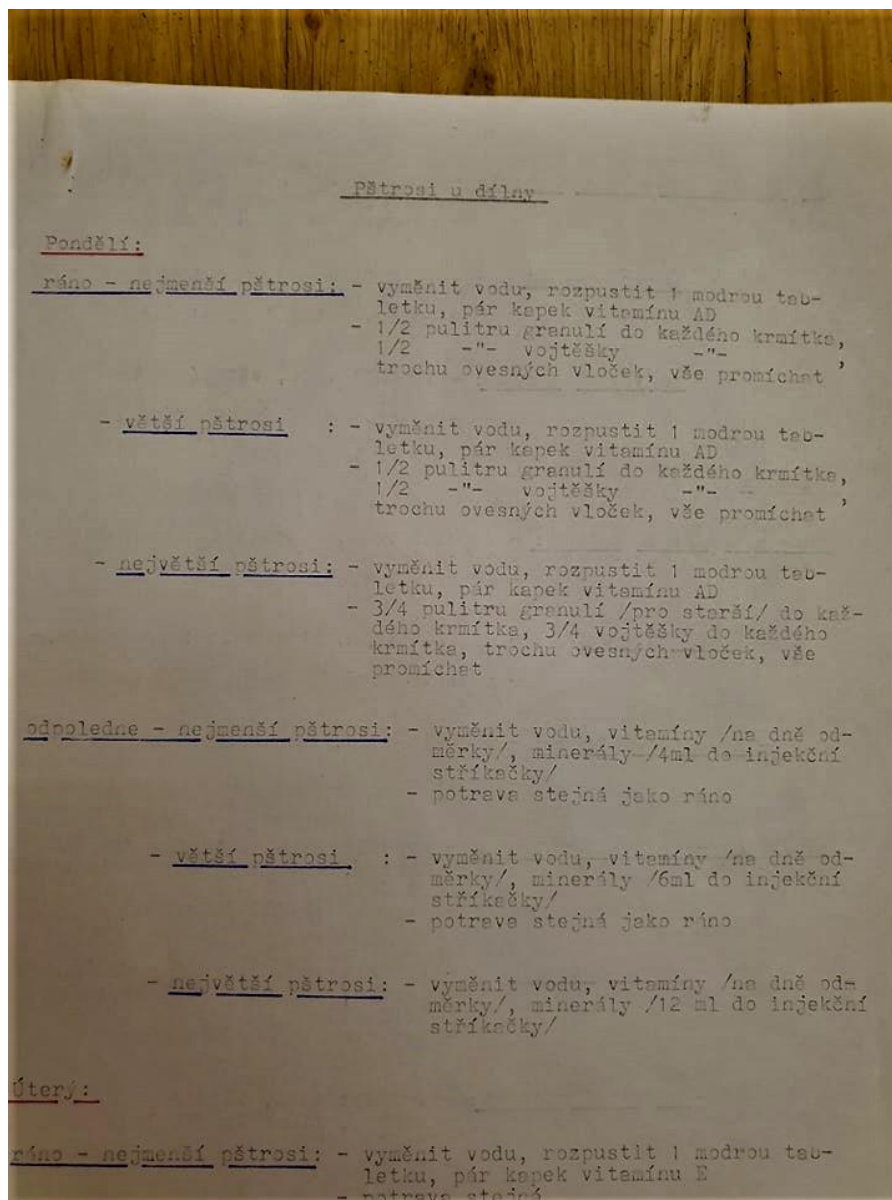 Pštrosi u dílny
Pondělí:
ráno - nejmenší pštrosi: - vyměnit vodu, rozpustit 1 modrou tab-
letku, pár kapek vitamínu AD
- 1/2 pulitru granulí do každého krmítka,
1/2 -"- vojtěšky -"- ,
trochu ovesných vloček, vše promíchat
- větší pštrosi : - vyměnit vodu, rozpustit 1 modrou tab-
letku, pár kapek vitamínu AD
- 1/2 pulitru granulí do každého krmítka,
1/2 -"- vojtěšky -"- ,
trochu ovesných vloček, vše promíchat
- největší pštrosi: - vyměnit vodu, rozpustit 1 modrou tab-
letku, pár kapek vitamínu AD
- 3/4 pulitru granulí /pro starší/ do kaž-
dého krmítka, 3/4 vojtěšky do každého
krmítka, trochu ovesných vloček, vše
promíchat
odpoledne - nejmenší pštrosi: - vyměnit vodu, vitamíny /na dně od-
měrky/, minerály /4ml do injekční
stříkačky/
- potrava stejná jako ráno
- větší pštrosi : - vyměnit vodu, vitamíny /na dně od-
měrky/, minerály /6ml do injekční
stříkačky/
- potrava stejná jako ráno
- největší pštrosi: - vyměnit vodu, vitamíny /na dně od-
měrky/, minerály /12 ml do injekční
stříkačky/
Úterý:
ráno - nejmenší pštrosi: - vyměnit vodu, rozpustit 1 modrou tab-
letku, pár kapek vitamínu E
- potrava stejná